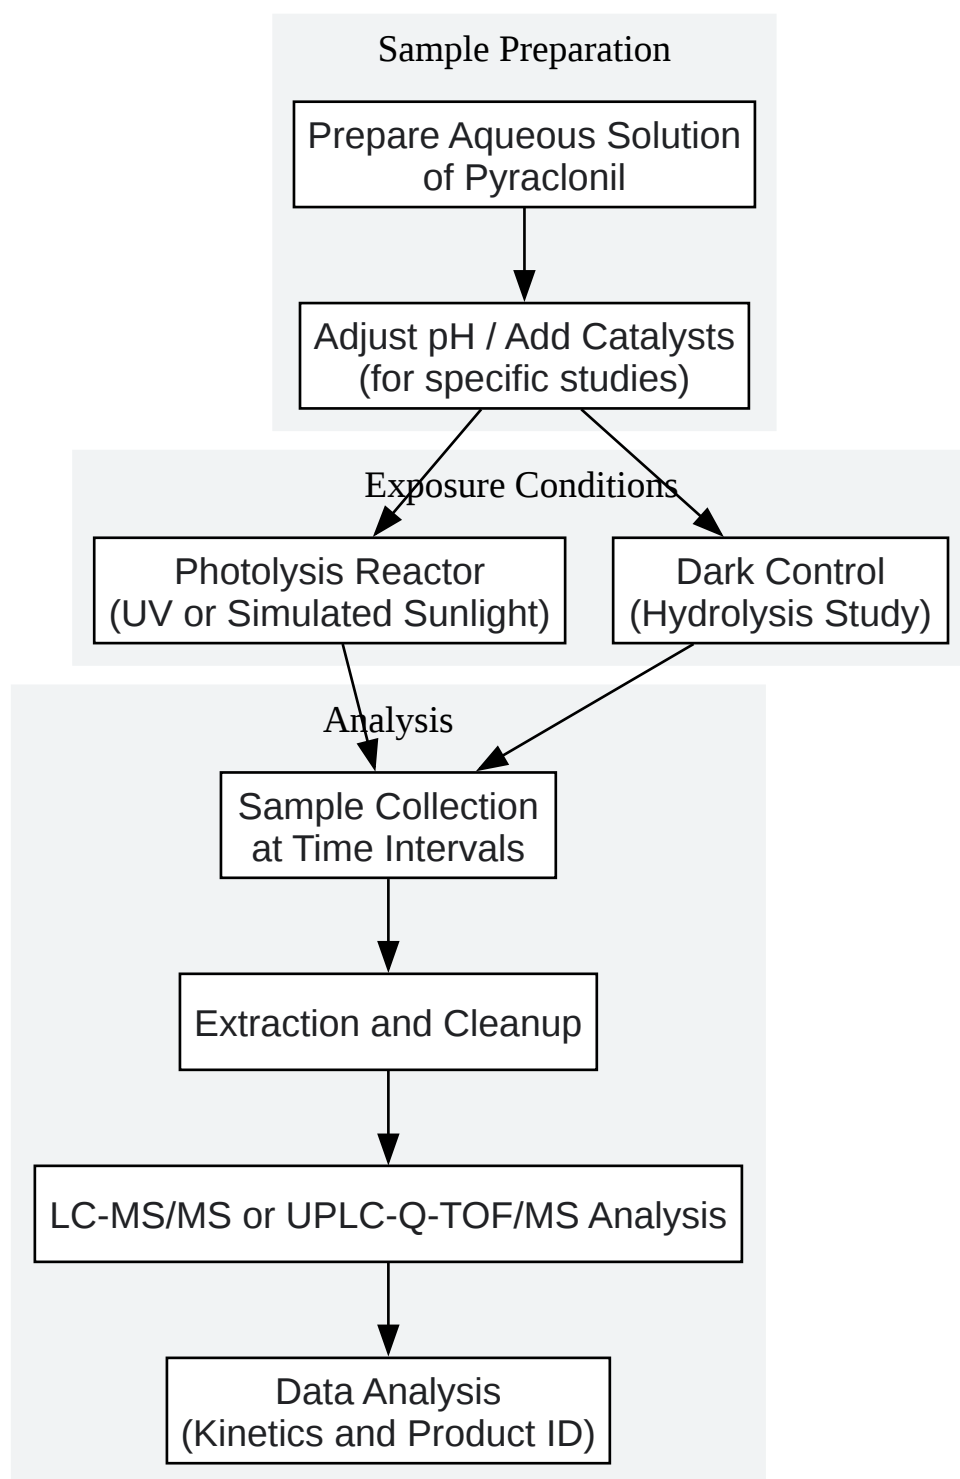 Sample Preparation
Prepare Aqueous Solution
of Pyraclonil
Adjust pH / Add Catalysts
(for specific studies)
Exposure Conditions
Photolysis Reactor
(UV or Simulated Sunlight)
Dark Control
(Hydrolysis Study)
Analysis
Sample Collection
at Time Intervals
Extraction and Cleanup
LC-MS/MS or UPLC-Q-TOF/MS Analysis
Data Analysis
(Kinetics and Product ID)